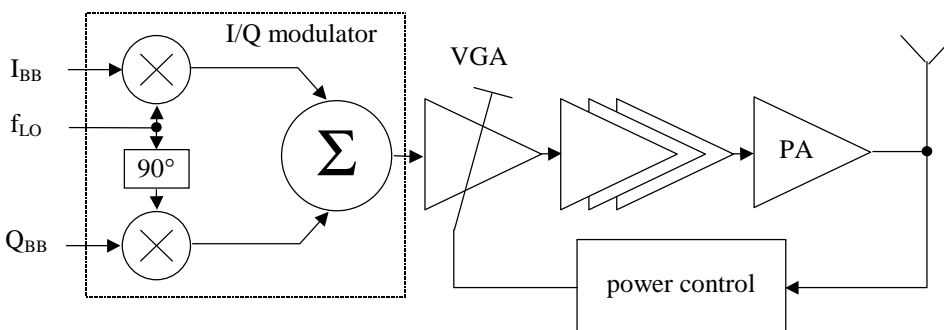 I/Q modulator
I_BB
VGA
f_LO
90°
Σ
PA
Q_BB
power control